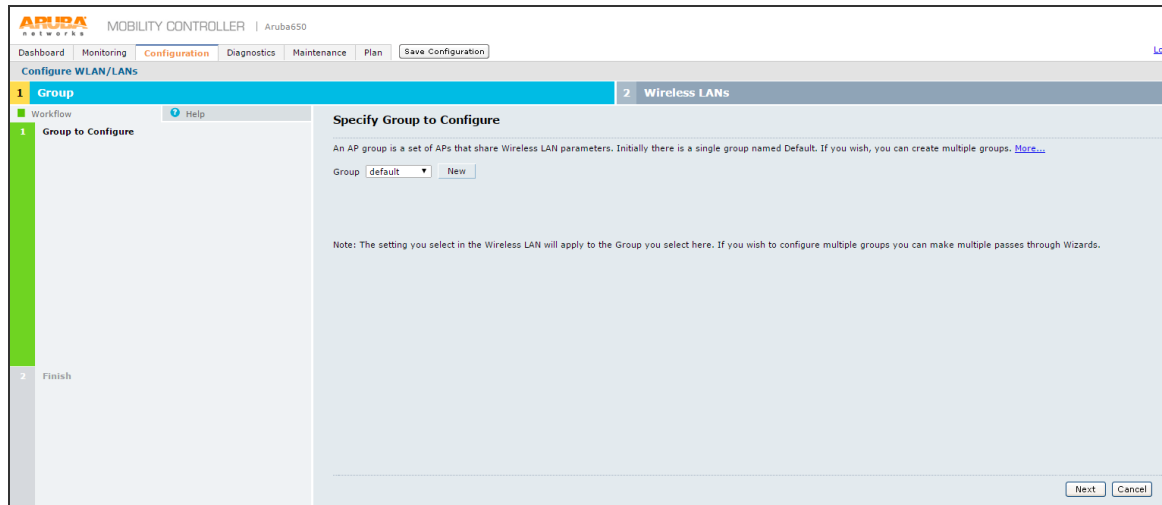 ARUBA networks MOBILITY CONTROLLER | Aruba650
Dashboard Monitoring Configuration Diagnostics Maintenance Plan Save Configuration
Configure WLAN/LANs
1 Group 2 Wireless LANs
Workflow ? Help
1 Group to Configure
2 Finish
Specify Group to Configure
An AP group is a set of APs that share Wireless LAN parameters. Initially there is a single group named Default. If you wish, you can create multiple groups. More...
Group default New
Note: The setting you select in the Wireless LAN will apply to the Group you select here. If you wish to configure multiple groups you can make multiple passes through Wizards.
Next Cancel